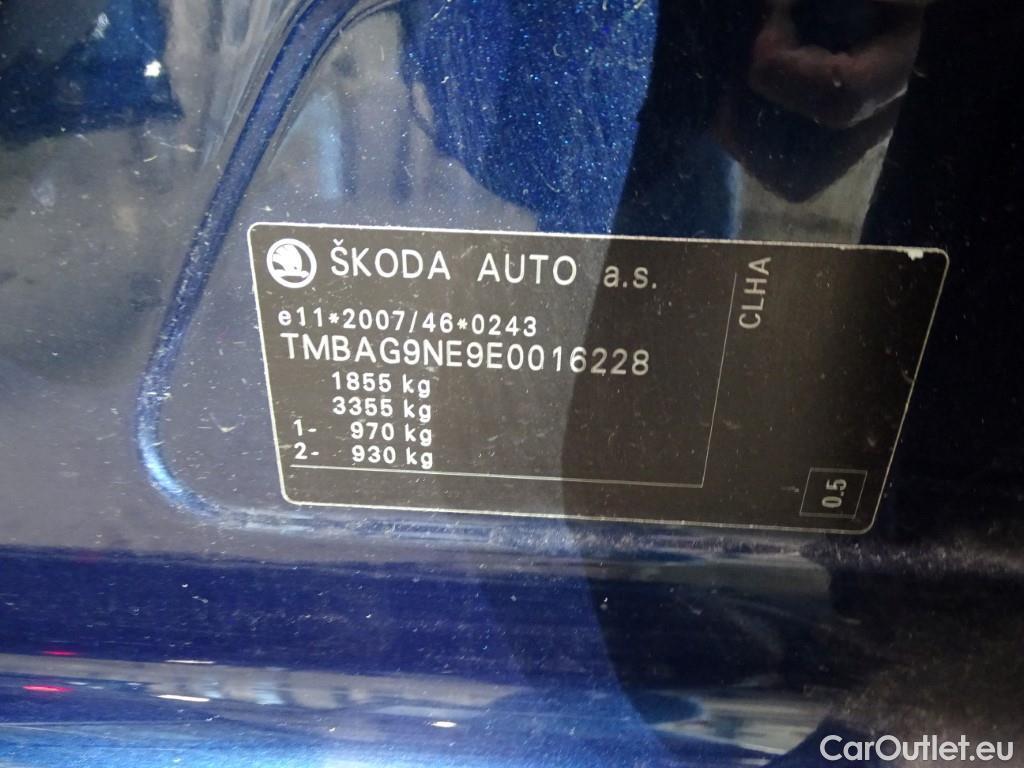 ŠKODA AUTO a.s.
e11*2007/46*0243
TMBAG9NE9E0016228
1855 kg
3355 kg
1- 970 kg
2- 930 kg
CLHA
0.5
CarOutlet.eu